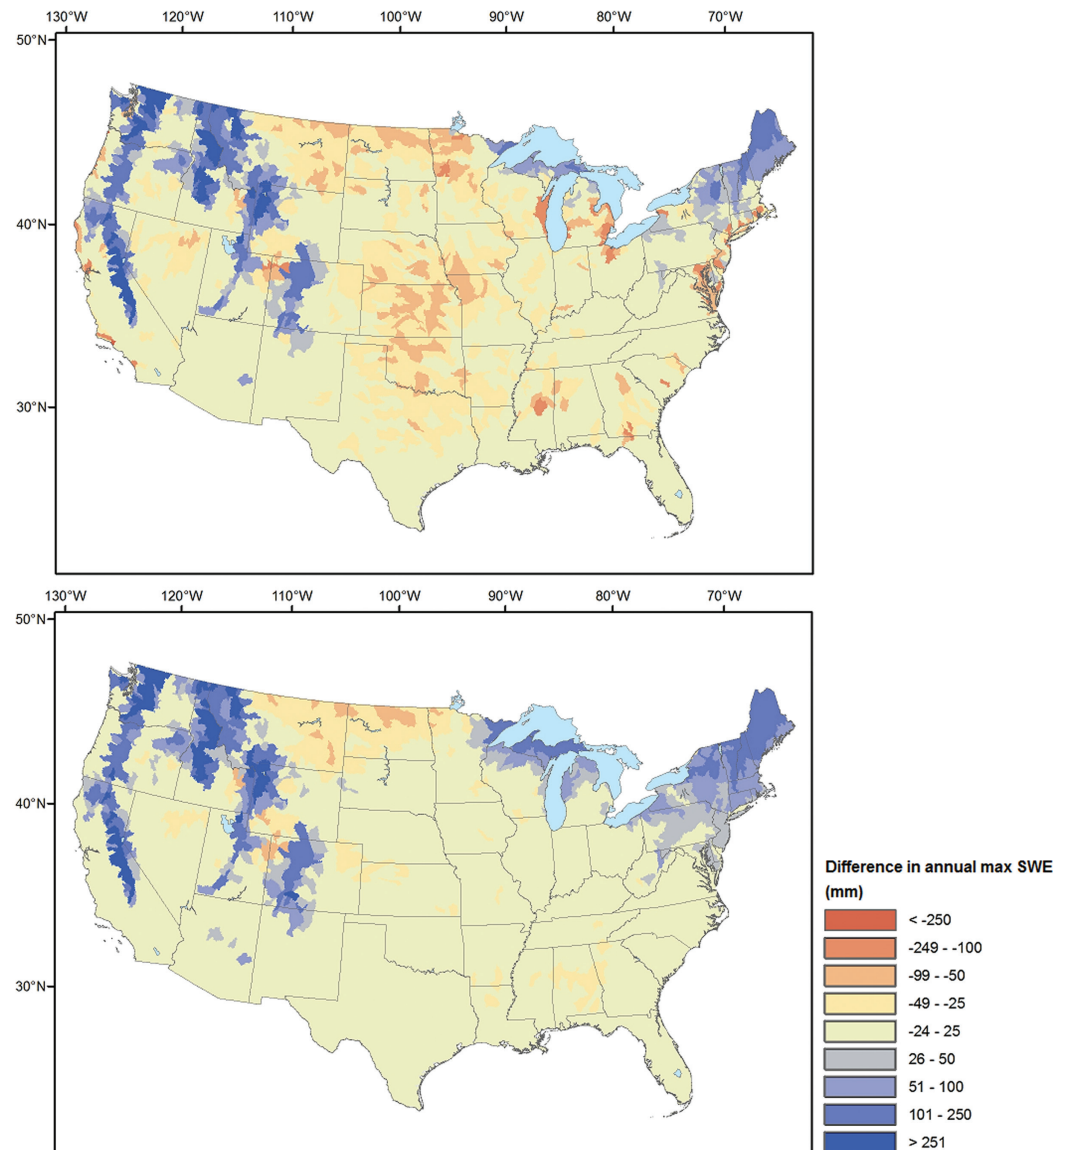 130°W 120°W 110°W 100°W 90°W 80°W 70°W
50°N
40°N
30°N
130°W 120°W 110°W 100°W 90°W 80°W 70°W
50°N
40°N
30°N
Difference in annual max SWE
(mm)
< -250
-249 - -100
-99 - -50
-49 - -25
-24 - 25
26 - 50
51 - 100
101 - 250
> 251